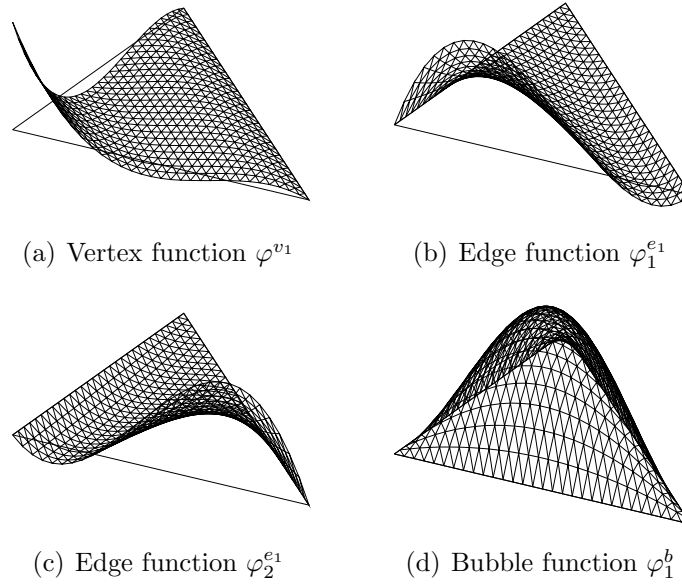 (a) Vertex function φ^{v_1}
(b) Edge function φ_1^{e_1}
(c) Edge function φ_2^{e_1}
(d) Bubble function φ_1^b